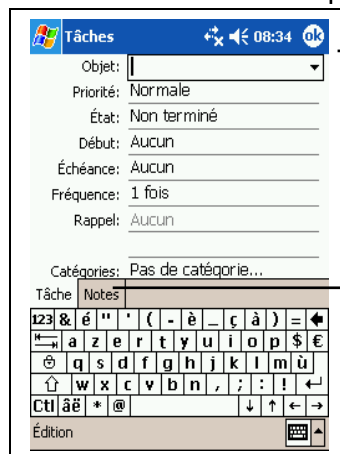 Tâches 08:34 ok
Objet:
Priorité: Normale
État: Non terminé
Début: Aucun
Échéance: Aucun
Fréquence: 1 fois
Rappel: Aucun
Catégories: Pas de catégorie...
Tâche Notes
123 & é " ' ( - è _ ç à ) =
a z e r t y u i o p $ €
q s d f g h j k l m ù
w x c v b n , ; : !
Ctl âë * @ ↓ ↑ ← →
Édition